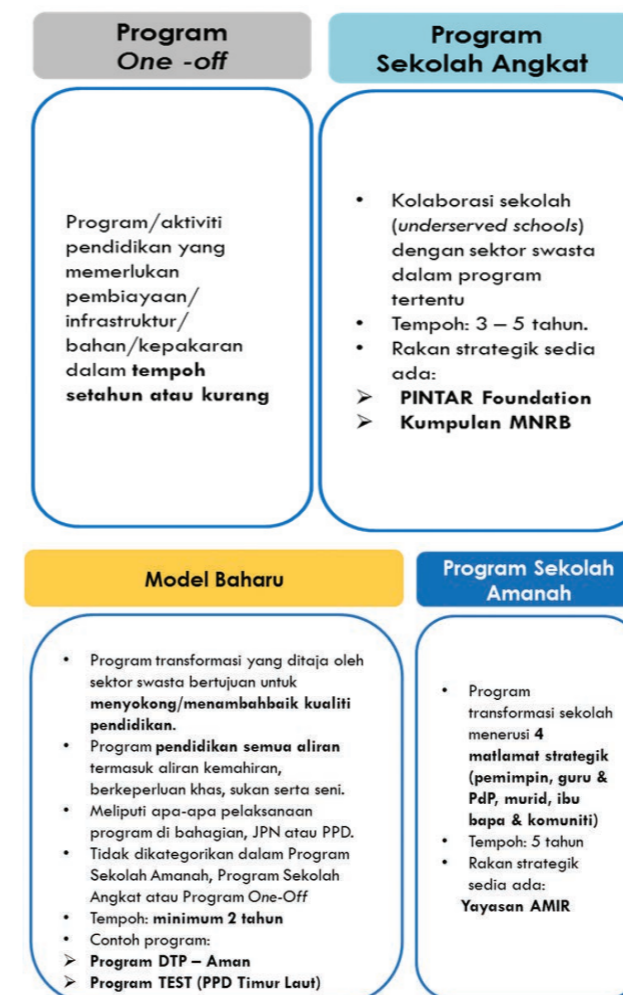 Program
One -off
Program/aktiviti
pendidikan yang
memerlukan
pembiayaan/
infrastruktur/
bahan/kepakaran
dalam tempoh
setahun atau kurang
Program
Sekolah Angkat
• Kolaborasi sekolah
(underserved schools)
dengan sektor swasta
dalam program
tertentu
• Tempoh: 3 – 5 tahun.
• Rakan strategik sedia
ada:
➢ PINTAR Foundation
➢ Kumpulan MNRB
Model Baharu
• Program transformasi yang ditaja oleh
sektor swasta bertujuan untuk
menyokong/menambahbaik kualiti
pendidikan.
• Program pendidikan semua aliran
termasuk aliran kemahiran,
berkeperluan khas, sukan serta seni.
• Meliputi apa-apa pelaksanaan
program di bahagian, JPN atau PPD.
• Tidak dikategorikan dalam Program
Sekolah Amanah, Program Sekolah
Angkat atau Program One-Off
• Tempoh: minimum 2 tahun
• Contoh program:
➢ Program DTP – Aman
➢ Program TEST (PPD Timur Laut)
Program Sekolah
Amanah
• Program
transformasi sekolah
menerusi 4
matlamat strategik
(pemimpin, guru &
PdP, murid, ibu
bapa & komuniti)
• Tempoh: 5 tahun
• Rakan strategik
sedia ada:
Yayasan AMIR